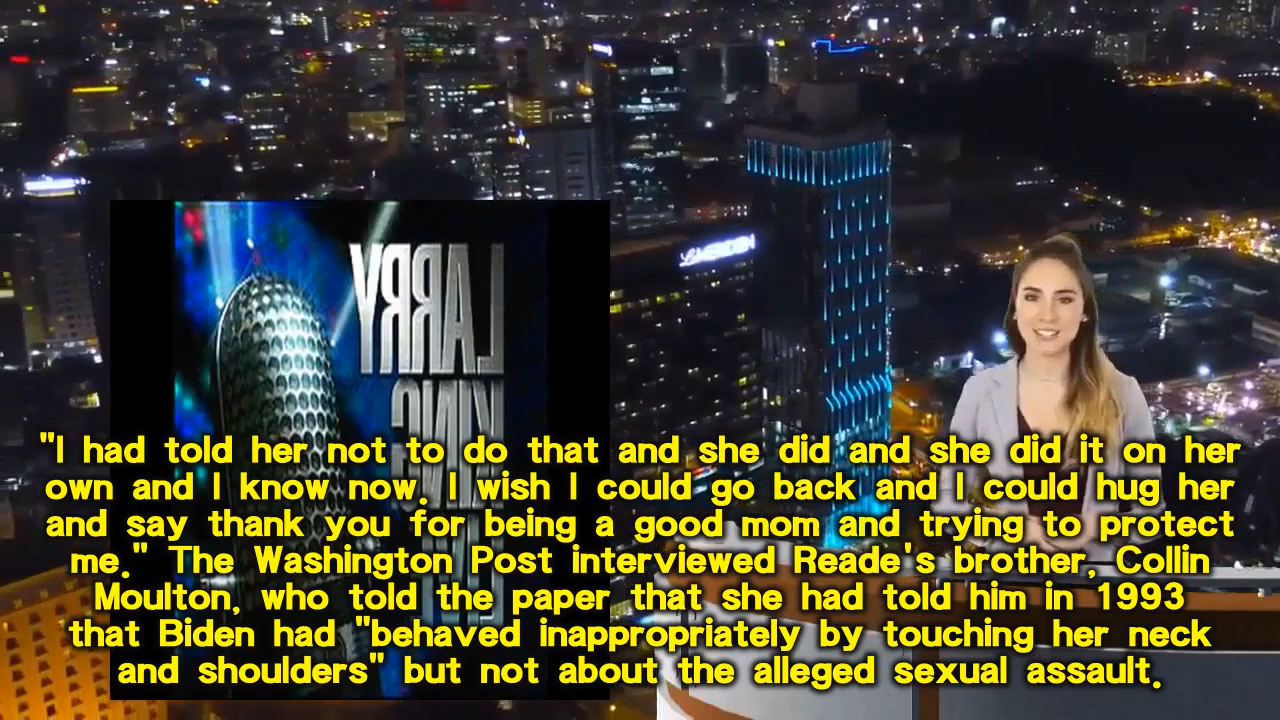 LARRY
KING
"I had told her not to do that and she did and she did it on her
own and I know now. I wish I could go back and I could hug her
and say thank you for being a good mom and trying to protect
me." The Washington Post interviewed Reade's brother, Collin
Moulton, who told the paper that she had told him in 1993
that Biden had "behaved inappropriately by touching her neck
and shoulders" but not about the alleged sexual assault.